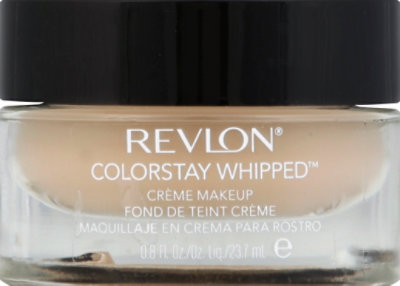 REVLON®
COLORSTAY WHIPPED™
CRÈME MAKEUP
FOND DE TEINT CRÈME
MAQUILLAJE EN CREMA PARA ROSTRO
0.8 fl. Oz./Oz. Liq./23.7 ml ℮